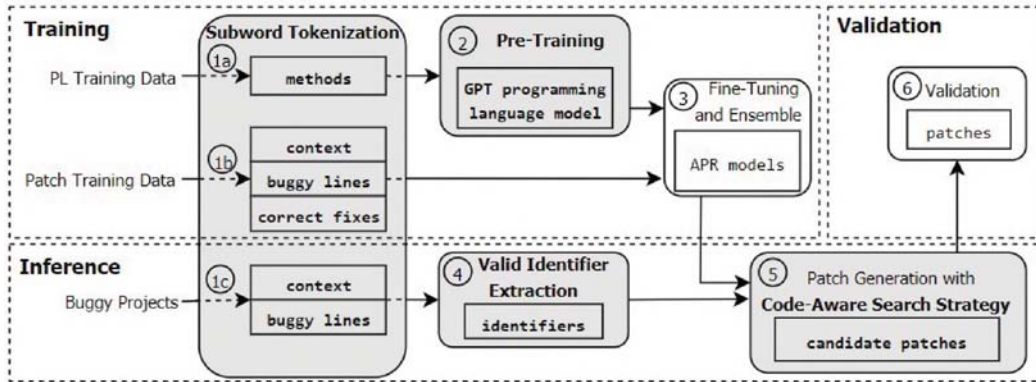 Training
Subword Tokenization
PL Training Data
1a
methods
2
Pre-Training
GPT programming
language model
3
Fine-Tuning
and Ensemble
APR models
Patch Training Data
1b
context
buggy lines
correct fixes
Validation
6
Validation
patches
Inference
Buggy Projects
1c
context
buggy lines
4
Valid Identifier
Extraction
identifiers
5
Patch Generation with
Code-Aware Search Strategy
candidate patches